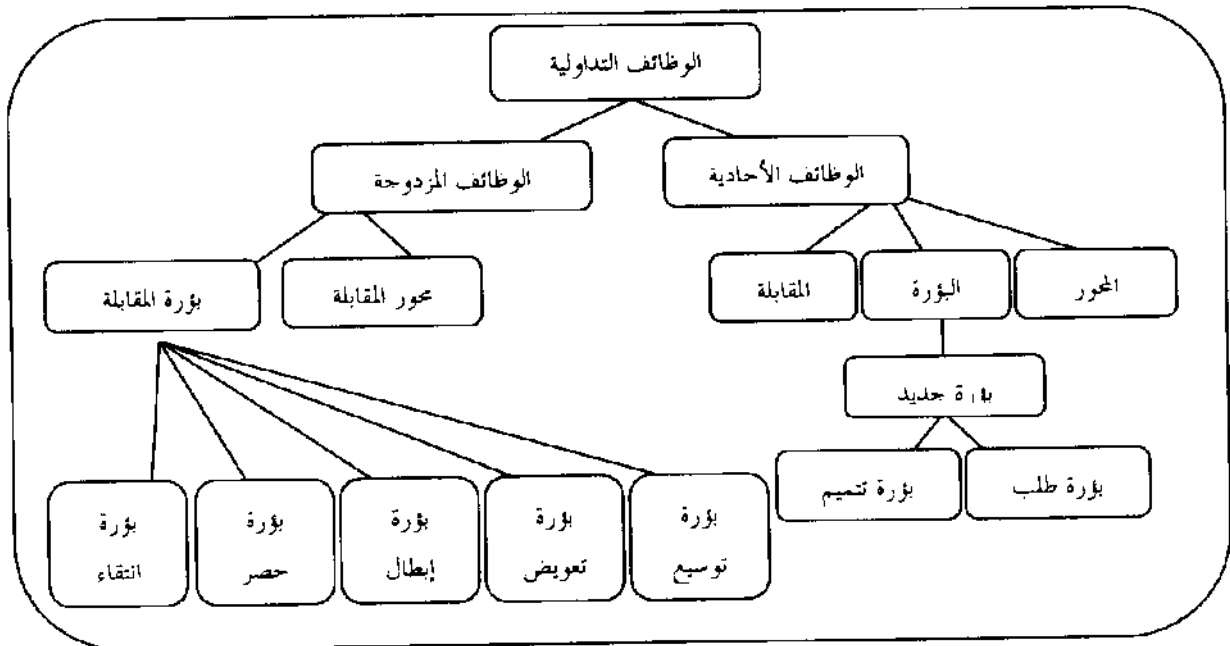 الوظائف التداولية
الوظائف الأحادية
الوظائف المزدوجة
المحور
البؤرة
المقابلة
محور المقابلة
بؤرة المقابلة
بؤرة جديد
بؤرة طلب
بؤرة تتميم
بؤرة
توسيع
بؤرة
تعويض
بؤرة
إبطال
بؤرة
حصر
بؤرة
انتقاء